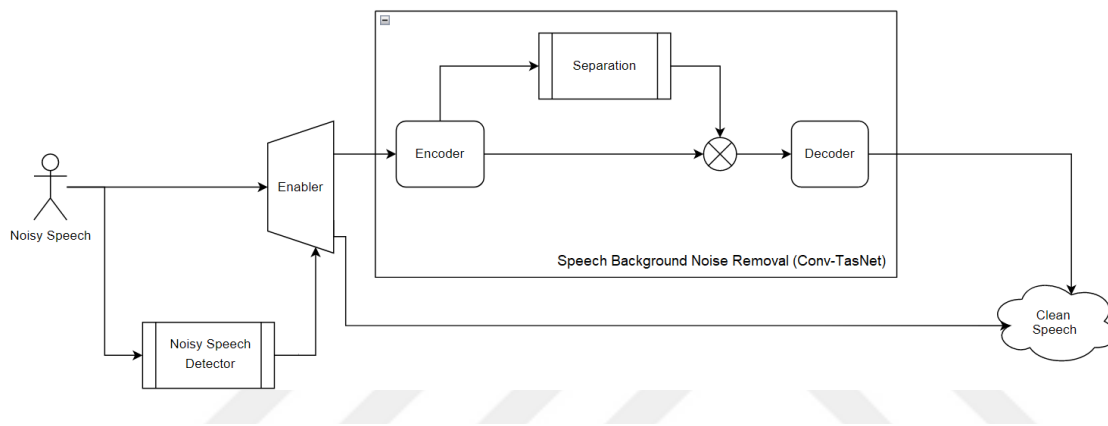 Separation
Encoder
Decoder
Enabler
Noisy Speech
Speech Background Noise Removal (Conv-TasNet)
Noisy Speech
Detector
Clean
Speech